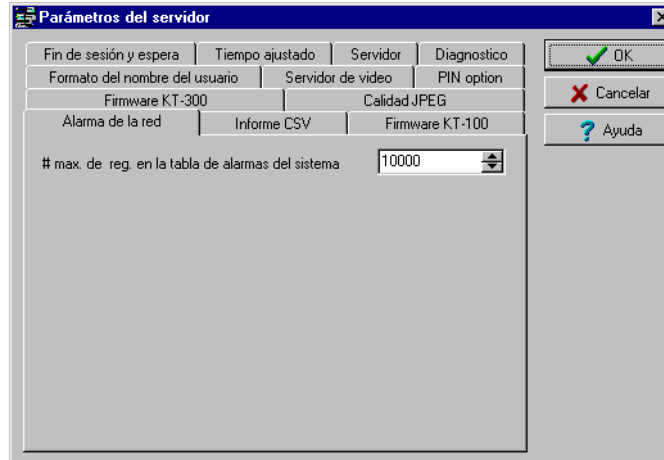 Parámetros del servidor
Fin de sesión y espera
Tiempo ajustado
Servidor
Diagnostico
Formato del nombre del usuario
Servidor de video
PIN option
Firmware KT-300
Calidad JPEG
Alarma de la red
Informe CSV
Firmware KT-100
# max. de reg. en la tabla de alarmas del sistema
10000
OK
Cancelar
Ayuda